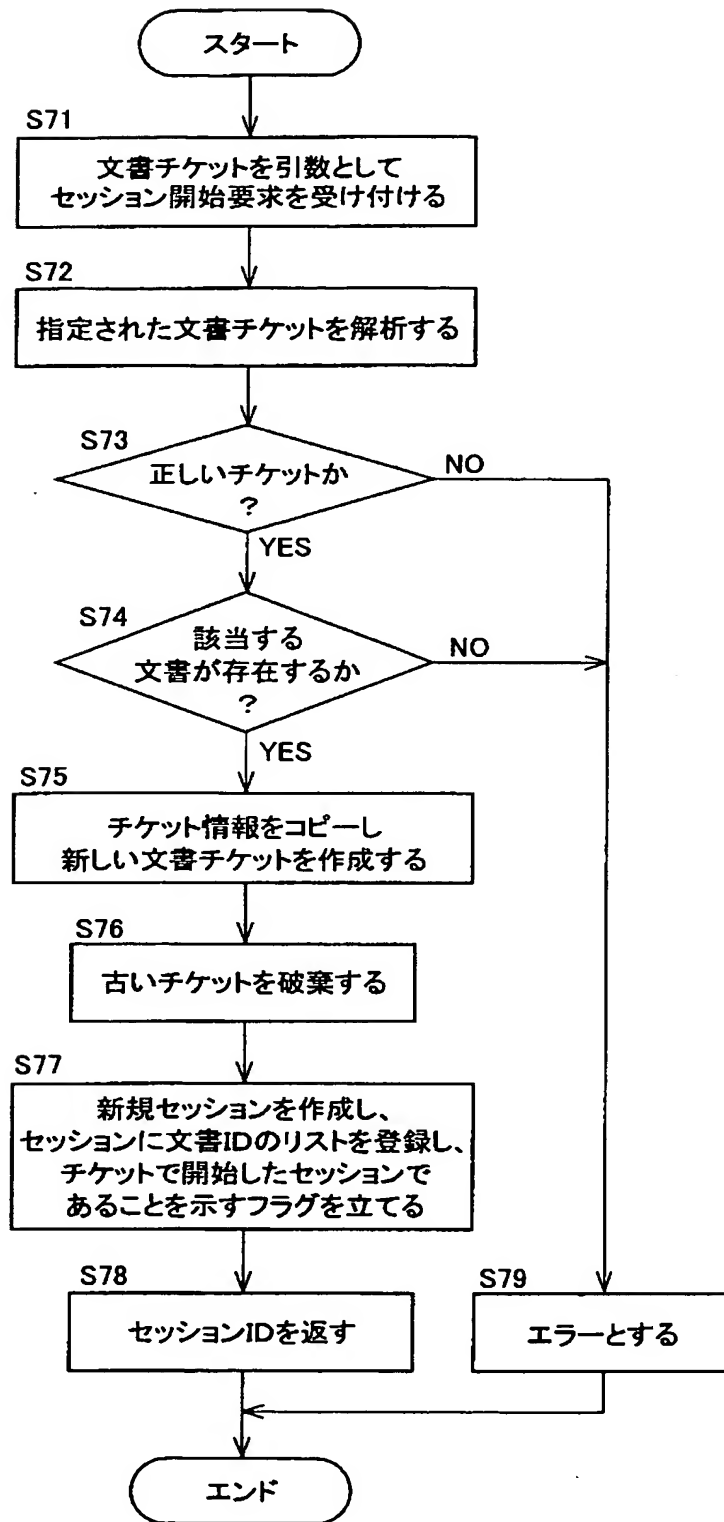 スタート
S71
文書チケットを引数として
セッション開始要求を受け付ける
S72
指定された文書チケットを解析する
S73
正しいチケットか
?
NO
YES
S74
該当する
文書が存在するか
?
NO
YES
S75
チケット情報をコピーし
新しい文書チケットを作成する
S76
古いチケットを破棄する
S77
新規セッションを作成し、
セッションに文書IDのリストを登録し、
チケットで開始したセッションで
あることを示すフラグを立てる
S78
セッションIDを返す
S79
エラーとする
エンド